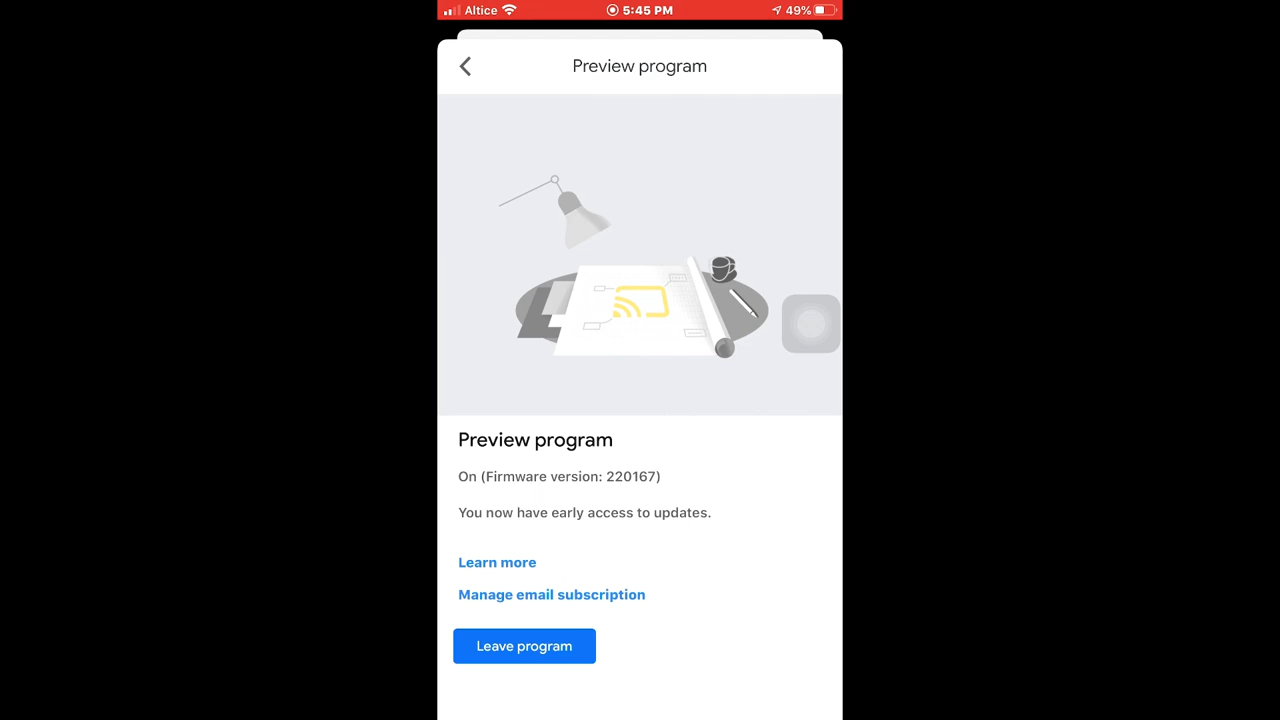 Altice 5:45 PM 49%
Preview program
Preview program
On (Firmware version: 220167)
You now have early access to updates.
Learn more
Manage email subscription
Leave program